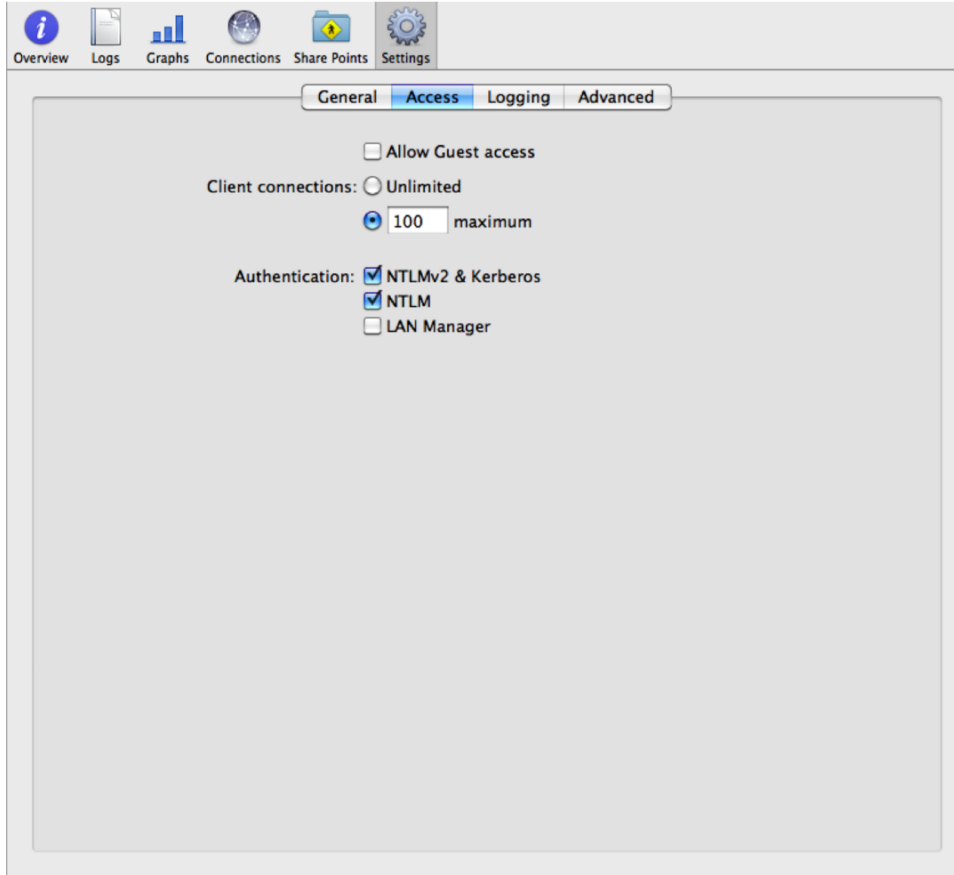 Overview Logs Graphs Connections Share Points Settings
General Access Logging Advanced
Allow Guest access
Client connections: Unlimited
100 maximum
Authentication: NTLMv2 & Kerberos
NTLM
LAN Manager